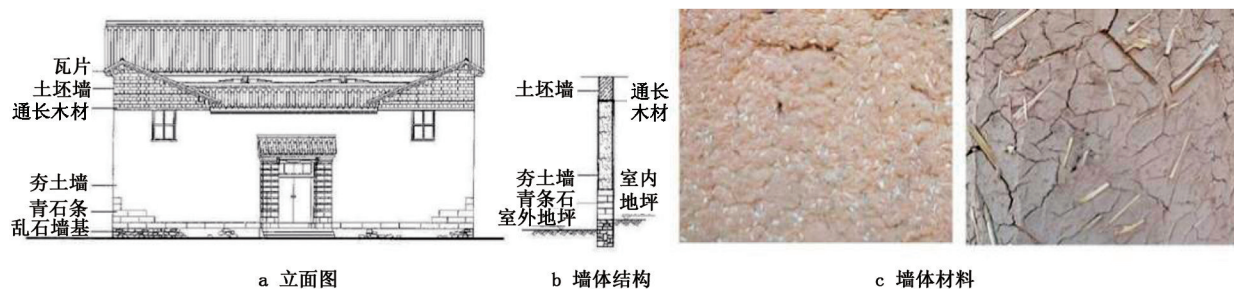 瓦片
土坯墙
通长木材
夯土墙
青石条
乱石墙基
土坯墙
通长
木材
夯土墙
室内
青条石
地坪
室外地坪
a 立面图
b 墙体结构
c 墙体材料